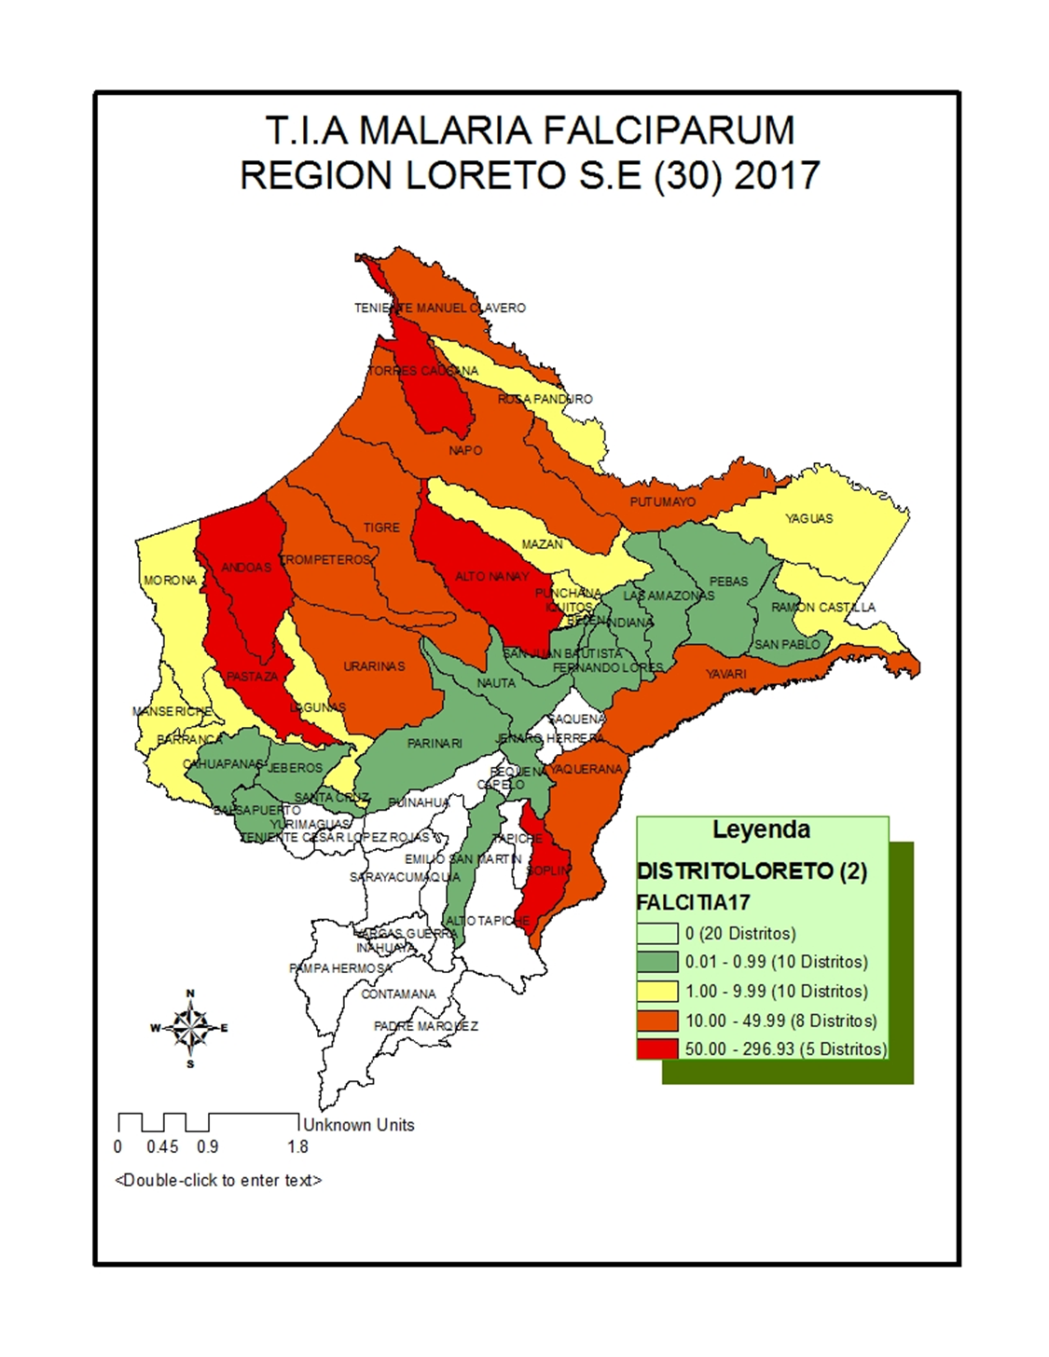 T.I.A MALARIA FALCIPARUM
REGION LORETO S.E (30) 2017
TENIENTE MANUEL CLAVERO
TORRES CAUSANA
ROSA PANDURO
NAPO
PUTUMAYO
YAGUAS
TIGRE
MAZAN
TROMPETEROS
ANDOAS
ALTO NANAY
MORONA
PEBAS
PUNCHANA
LAS AMAZONAS
IQUITOS
RAMON CASTILLA
BELEN
INDIANA
SAN PABLO
SAN JUAN BAUTISTA
FERNANDO LORES
URARINAS
YAVARI
PASTAZA
NAUTA
LAGUNAS
MANSERICHE
SAQUENA
BARRANCA
PARINARI
JENARO HERRERA
CAHUAPANAS
JEBEROS
REQUENA
YAQUERANA
CAPELO
SANTA CRUZ
PUINAHUA
BALSAPUERTO
YURIMAGUAS
TENIENTE CESAR LOPEZ ROJAS
TAPICHE
EMILIO SAN MARTIN
SOPLIN
SARAYACU
MAQUIA
ALTO TAPICHE
VARGAS GUERRA
INAHUAYA
PAMPA HERMOSA
CONTAMANA
PADRE MARQUEZ
Leyenda
DISTRITOLORETO (2)
FALCITIA17
0 (20 Distritos)
0.01 - 0.99 (10 Distritos)
1.00 - 9.99 (10 Distritos)
10.00 - 49.99 (8 Distritos)
50.00 - 296.93 (5 Distritos)
N
W E
S
Unknown Units
0 0.45 0.9 1.8
<Double-click to enter text>